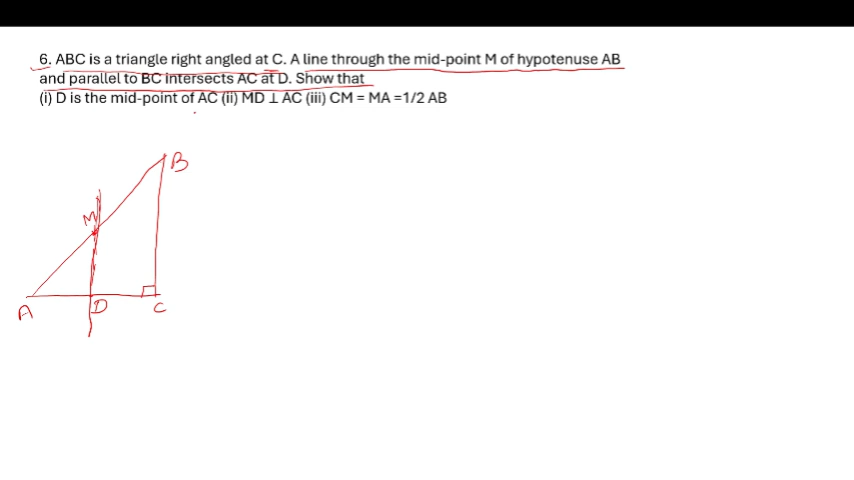 6. ABC is a triangle right angled at C. A line through the mid-point M of hypotenuse AB
and parallel to BC intersects AC at D. Show that
(i) D is the mid-point of AC (ii) MD ⊥ AC (iii) CM = MA =1/2 AB
B
M
A
D
C